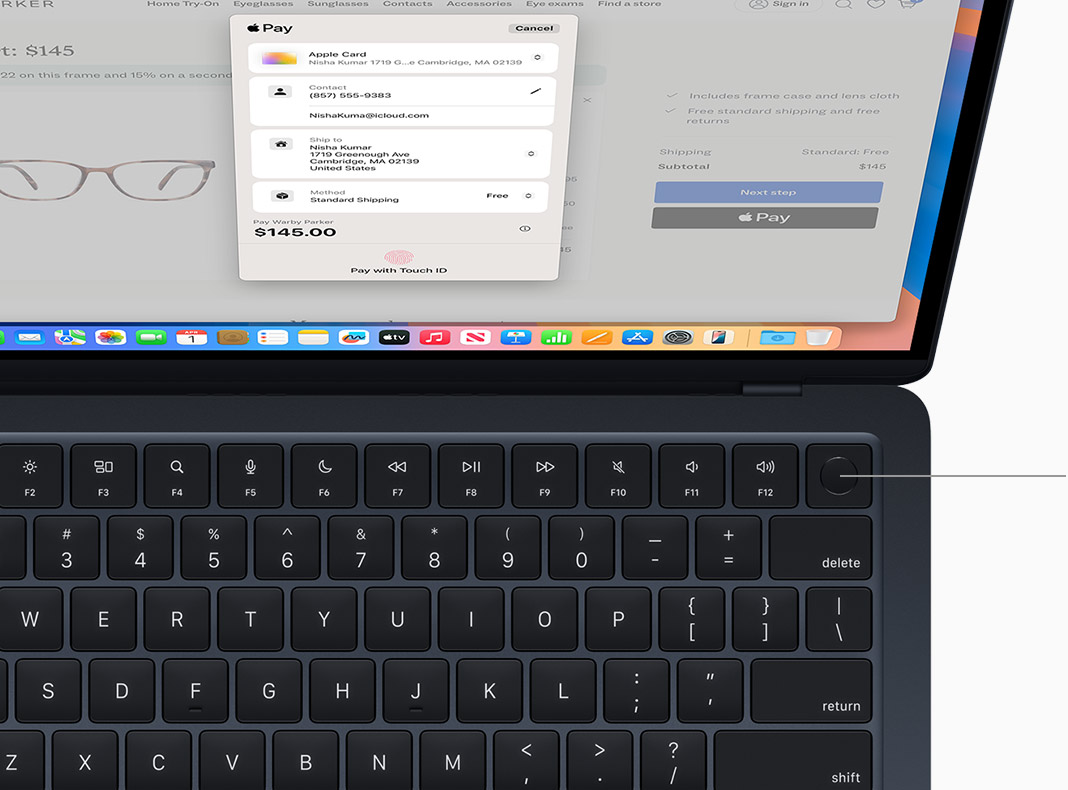 RKER
Home Try-On Eyeglasses Sunglasses Contacts Accessories Eye exams Find a store
Sign in
t: $145
22 on this frame and 15% on a second
Pay
Cancel
Apple Card
Nisha Kumar 1719 G...e Cambridge, MA 02139
Contact
(857) 555-9383
NishaKuma@icloud.com
Ship to
Nisha Kumar
1719 Greenough Ave
Cambridge, MA 02139
United States
Method
Standard Shipping
Free
Pay Warby Parker
$145.00
Pay with Touch ID
Includes frame case and lens cloth
Free standard shipping and free
returns
Shipping Standard: Free
Subtotal $145
Next step
Pay
APR
1
tv
F2 F3 F4 F5 F6 F7 F8 F9 F10 F11 F12
# $ % ^ & * ( ) _ +
3 4 5 6 7 8 9 0 - = delete
W E R T Y U I O P { [ } ] | \
S D F G H J K L : ; " ' return
Z X C V B N M < , > . ? / shift